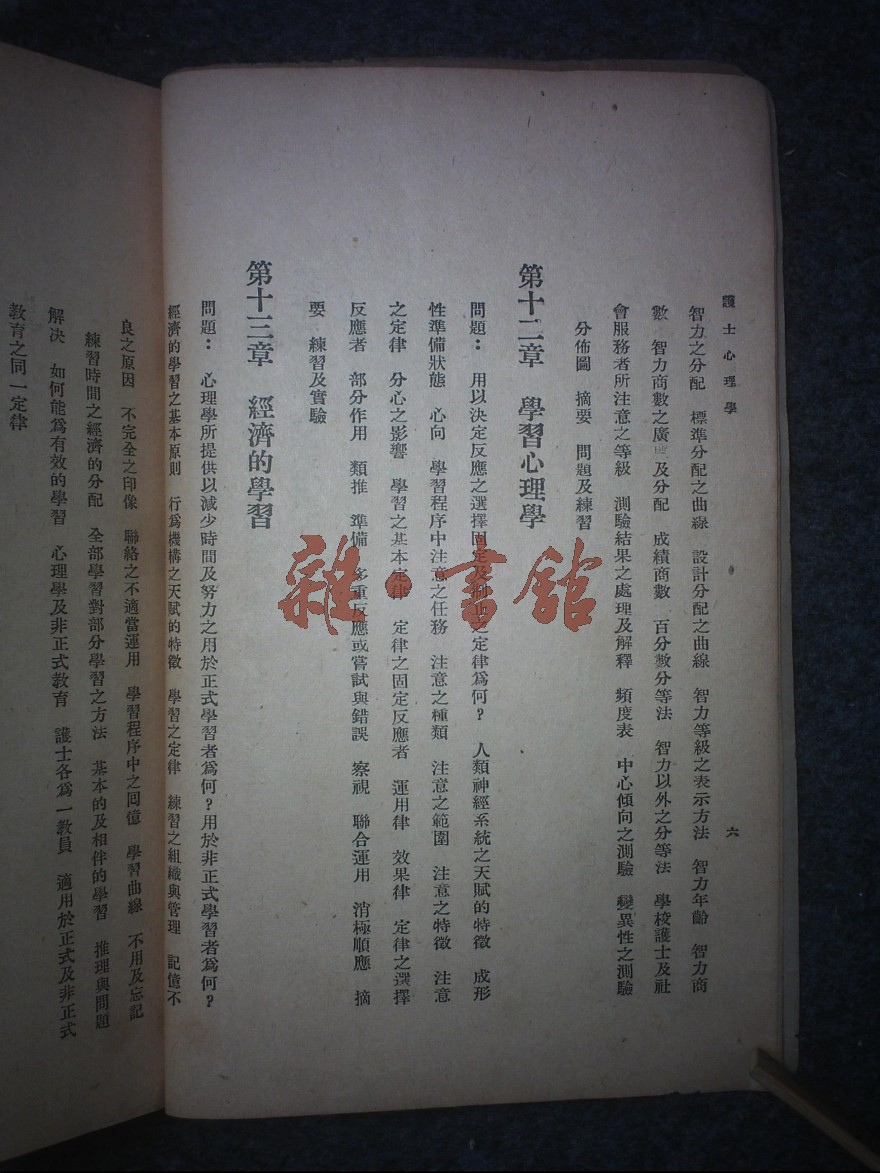 護士心理學
六
智力之分配 標準分配之曲線 設計分配之曲線 智力等級之表示方法 智力年齡 智力商
數 智力商數之廣 及分配 成績商數 百分數分等法 智力以外之分等法 學校護士及社
會服務者所注意之等級 測驗結果之處理及解釋 頻度表 中心傾向之測驗 變異性之測驗
分佈圖 摘要 問題及練習
第十二章 學習心理學
問題: 用以決定反應之選擇固定及制止之定律爲何? 人類神經系統之天賦的特徵 成形
性準備狀態 心向 學習程序中注意之任務 注意之種類 注意之範圍 注意之特徵 注意
之定律 分心之影響 學習之基本定律 定律之固定反應者 運用律 效果律 定律之選擇
反應者 部分作用 類推 準備 多重反應或嘗試與錯誤 察視 聯合運用 消極順應 摘
要 練習及實驗
第十三章 經濟的學習
問題: 心理學所提供以減少時間及努力之用於正式學習者爲何?用於非正式學習者爲何?
經濟的學習之基本原則 行爲機構之天賦的特徵 學習之定律 練習之組織與管理 記憶不
良之原因 不完全之印像 聯絡之不適當運用 學習程序中之回憶 學習曲線 不用及忘記
練習時間之經濟的分配 全部學習對部分學習之方法 基本的及相伴的學習 推理與問題
解決 如何能爲有效的學習 心理學及非正式教育 護士各爲一教員 適用於正式及非正式
教育之同一定律
雜·書館